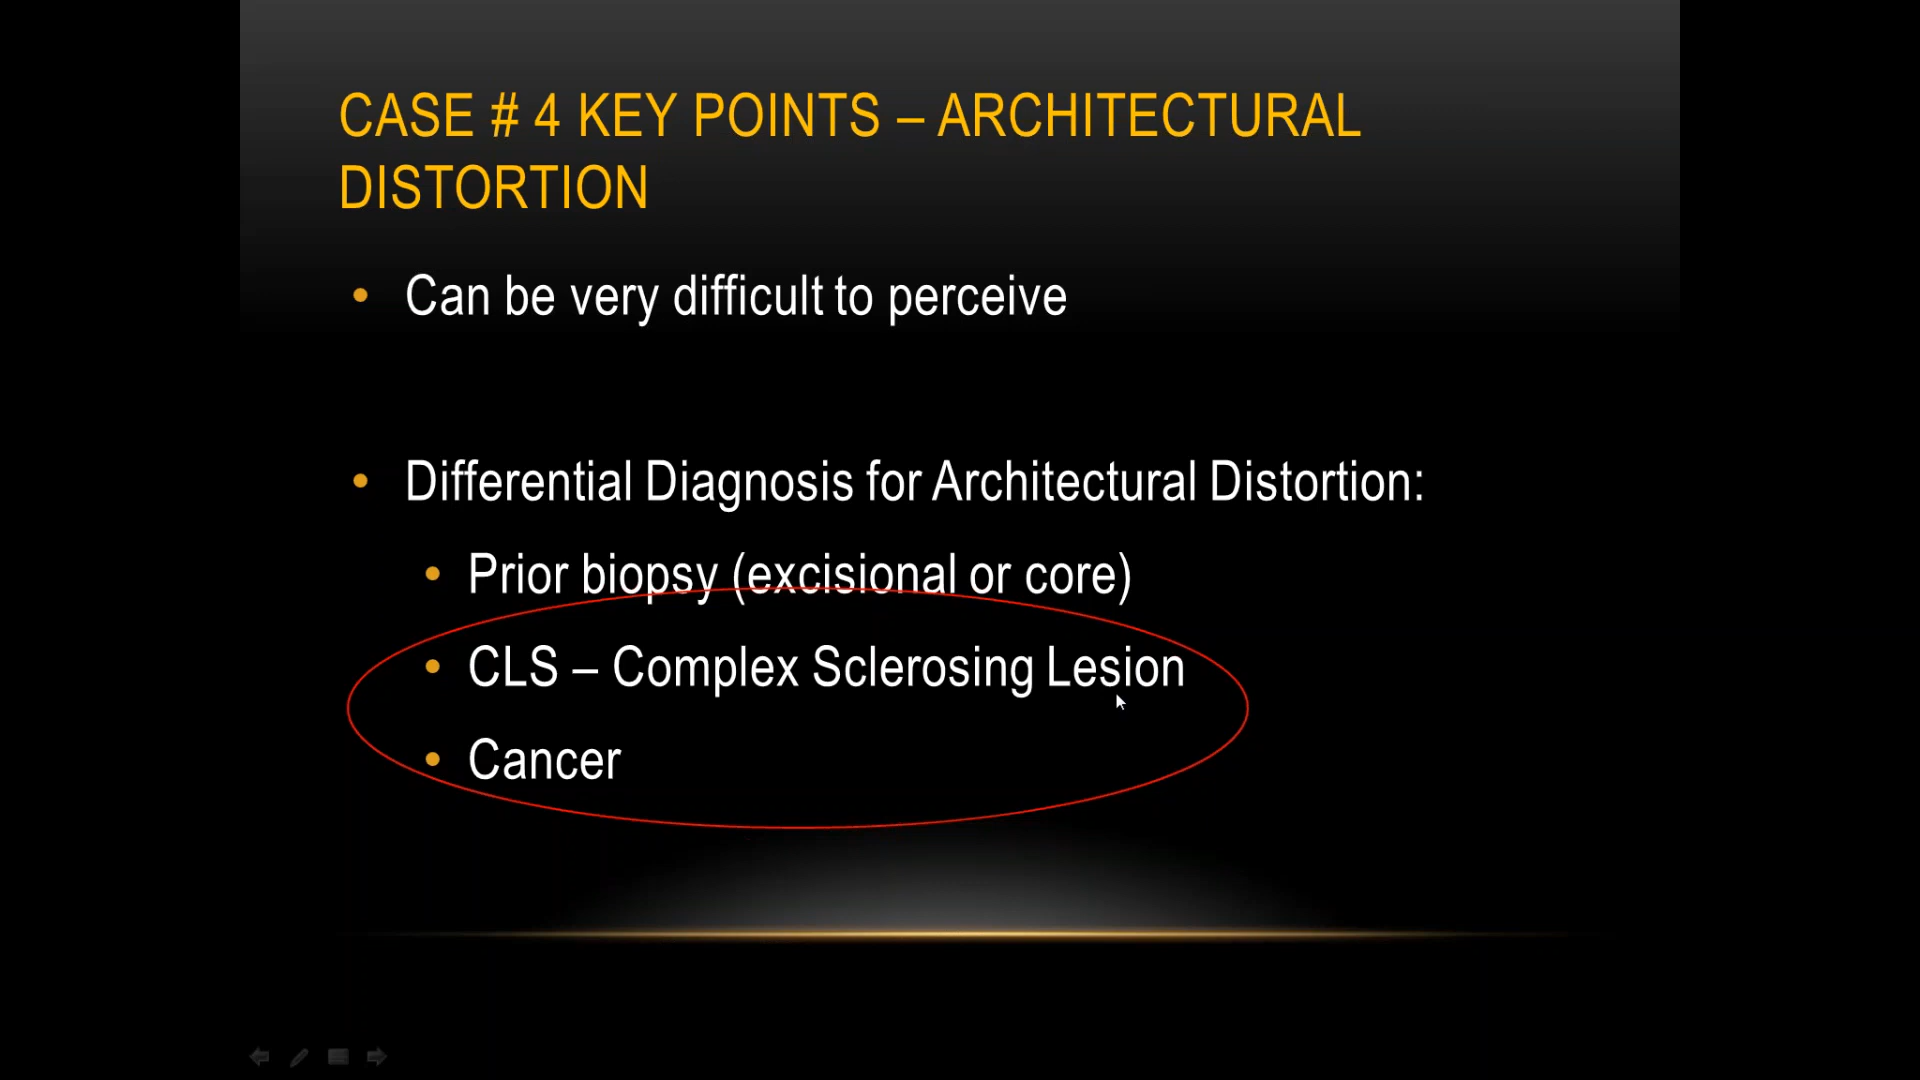 CASE # 4 KEY POINTS – ARCHITECTURAL
DISTORTION
• Can be very difficult to perceive
• Differential Diagnosis for Architectural Distortion:
• Prior biopsy (excisional or core)
• CLS – Complex Sclerosing Lesion
• Cancer